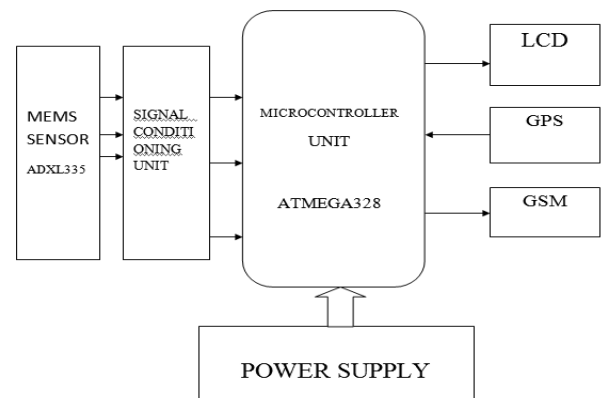 MEMS
SENSOR
ADXL335
SIGNAL
CONDITI
ONING
UNIT
MICROCONTROLLER
UNIT
ATMEGA328
LCD
GPS
GSM
POWER SUPPLY